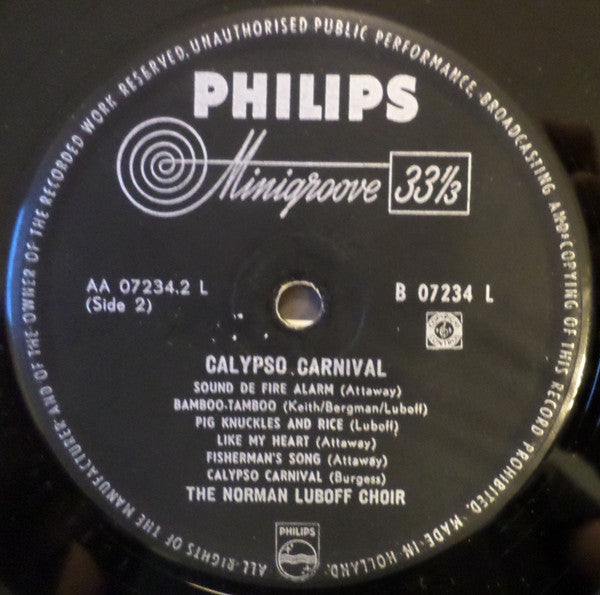 PHILIPS
Minigroove 33⅓
AA 07234.2 L
(Side 2)
B 07234 L
CALYPSO CARNIVAL
SOUND DE FIRE ALARM (Attaway)
BAMBOO-TAMBOO (Keith/Bergman/Luboff)
PIG KNUCKLES AND RICE (Luboff)
LIKE MY HEART (Attaway)
FISHERMAN'S SONG (Attaway)
CALYPSO CARNIVAL (Burgess)
THE NORMAN LUBOFF CHOIR
PHILIPS
ALL·RIGHTS OF THE MANUFACTURER·AND·OF THE·OWNER OF THE RECORDED WORK RESERVED. UNAUTHORISED PUBLIC PERFORMANCE, BROADCASTING AND·COPYING OF THIS RECORD PROHIBITED. MADE·IN·HOLLAND.